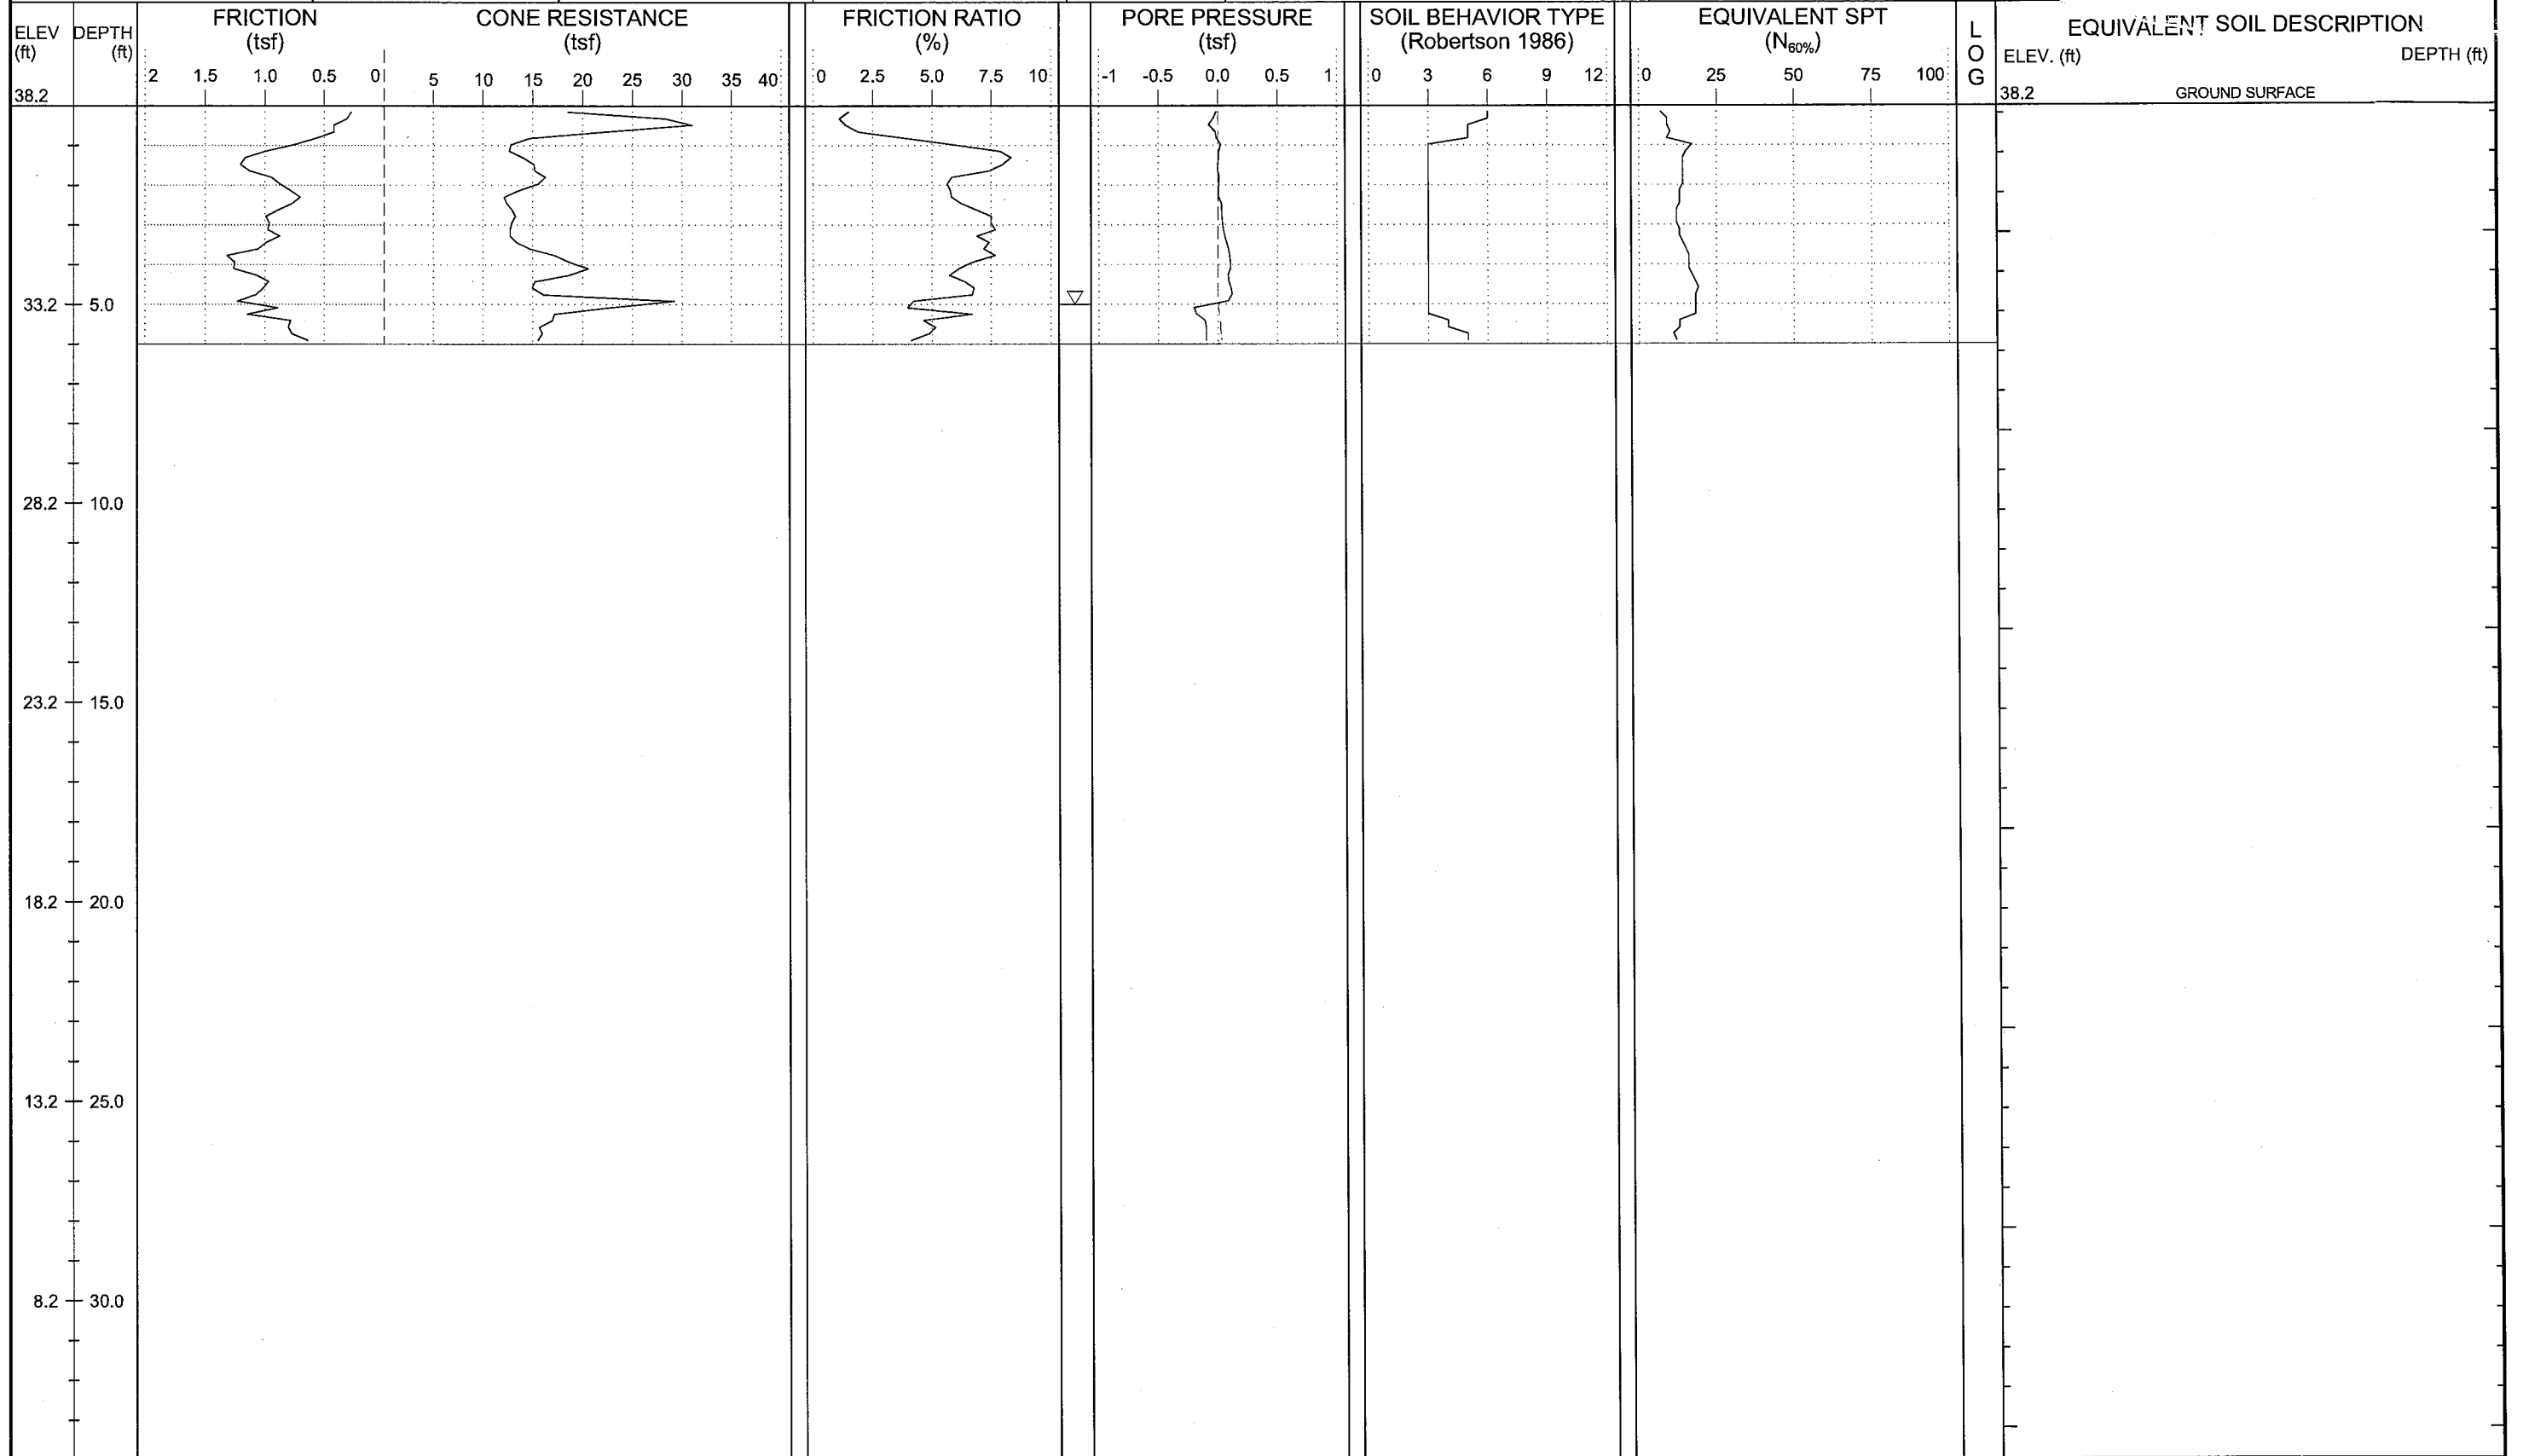 ELEV
(ft)
38.2
DEPTH
(ft)
FRICTION
(tsf)
2 1.5 1.0 0.5 0
CONE RESISTANCE
(tsf)
5 10 15 20 25 30 35 40
FRICTION RATIO
(%)
0 2.5 5.0 7.5 10
PORE PRESSURE
(tsf)
-1 -0.5 0.0 0.5 1
SOIL BEHAVIOR TYPE
(Robertson 1986)
0 3 6 9 12
EQUIVALENT SPT
(N60%)
0 25 50 75 100
L
O
G
EQUIVALENT SOIL DESCRIPTION
ELEV. (ft) DEPTH (ft)
38.2 GROUND SURFACE
33.2 5.0
28.2 10.0
23.2 15.0
18.2 20.0
13.2 25.0
8.2 30.0